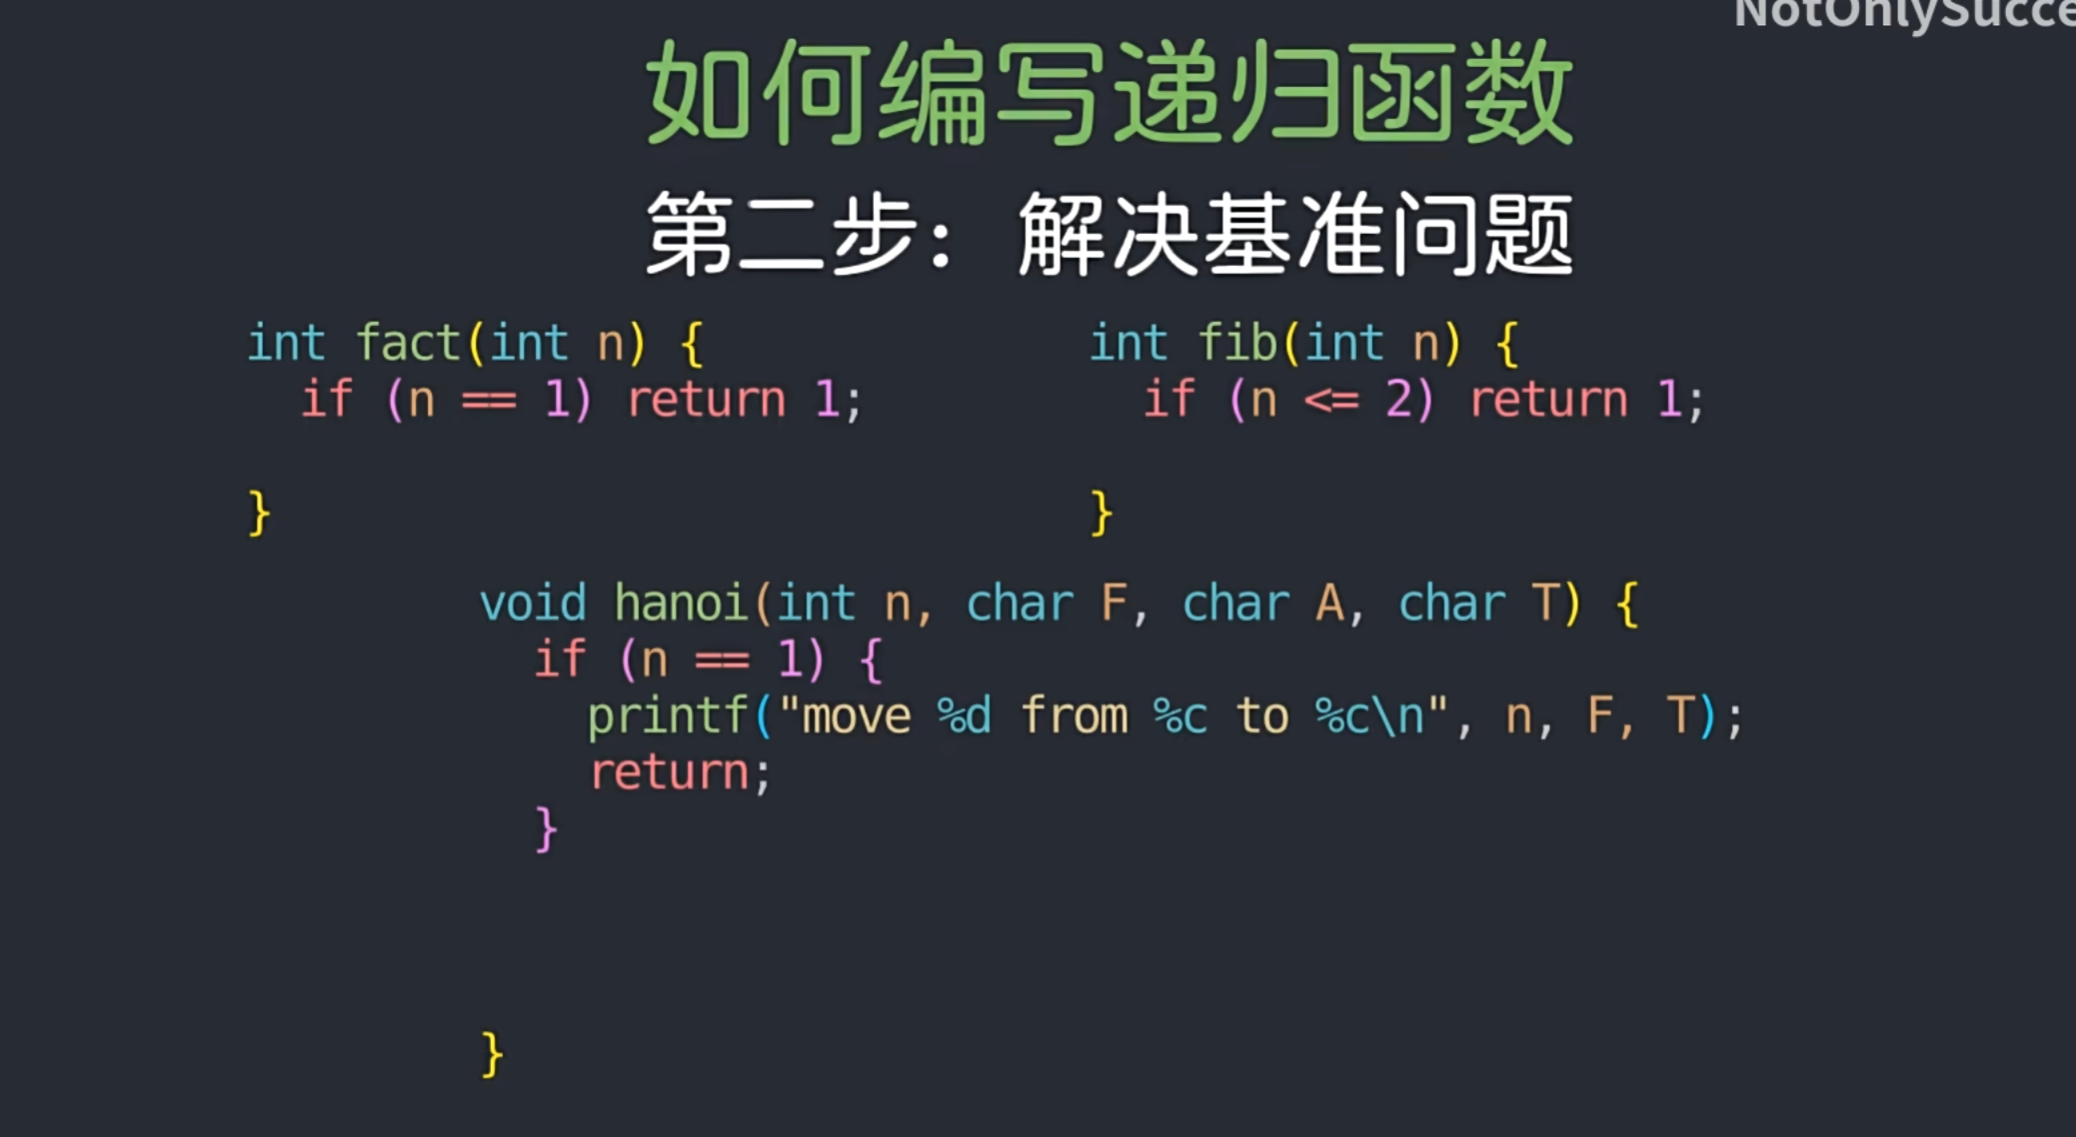 NotOnlySucce
如何编写递归函数
第二步：解决基准问题
int fact(int n) {
  if (n == 1) return 1;

}
int fib(int n) {
  if (n <= 2) return 1;

}
void hanoi(int n, char F, char A, char T) {
  if (n == 1) {
    printf("move %d from %c to %c\n", n, F, T);
    return;
  }

}